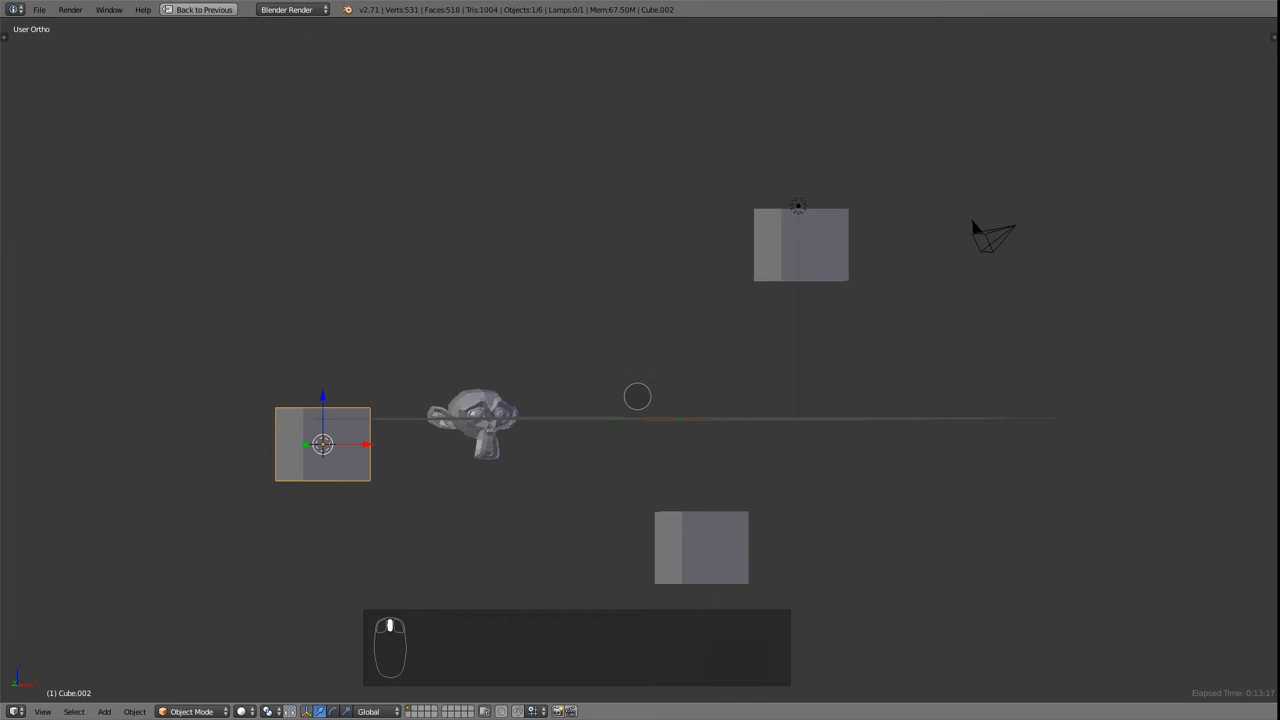 File Render Window Help Back to Previous Blender Render v2.71 | Verts:531 | Faces:518 | Tris:1004 | Objects:1/6 | Lamps:0/1 | Mem:67.50M | Cube.002
User Ortho
(1) Cube.002
Elapsed Time: 0:13:17
View Select Add Object Object Mode Global